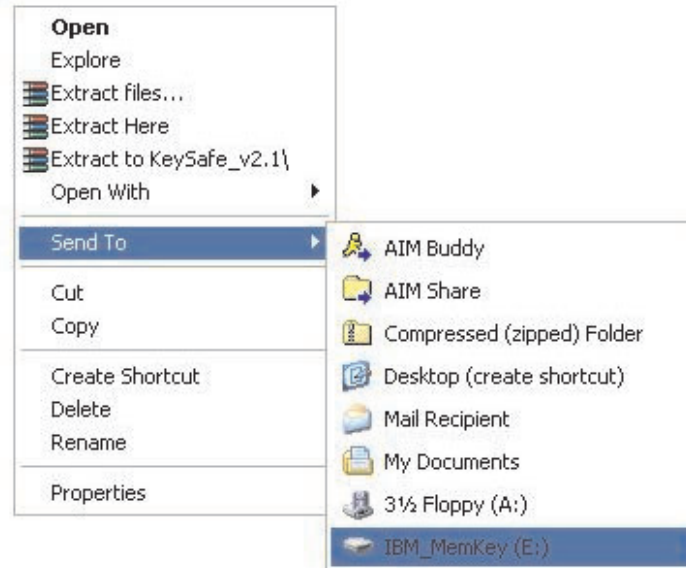 Open
Explore
Extract files...
Extract Here
Extract to KeySafe_v2.1\
Open With
Send To
Cut
Copy
Create Shortcut
Delete
Rename
Properties
AIM Buddy
AIM Share
Compressed (zipped) Folder
Desktop (create shortcut)
Mail Recipient
My Documents
3½ Floppy (A:)
IBM_MemKey (E:)